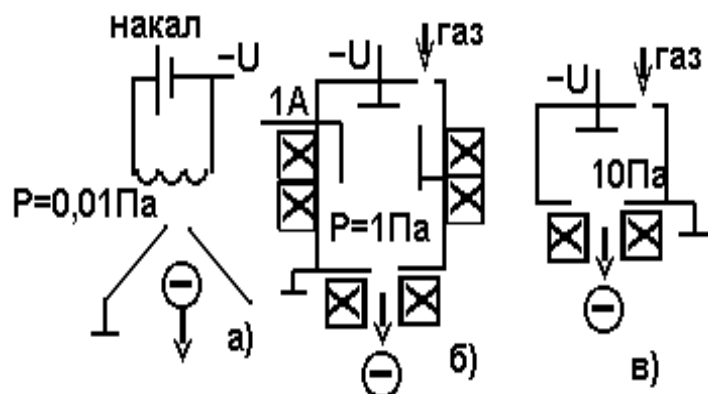 накал
–U
P=0,01Па
а)
газ
–U
1А
P=1Па
б)
газ
–U
10Па
в)